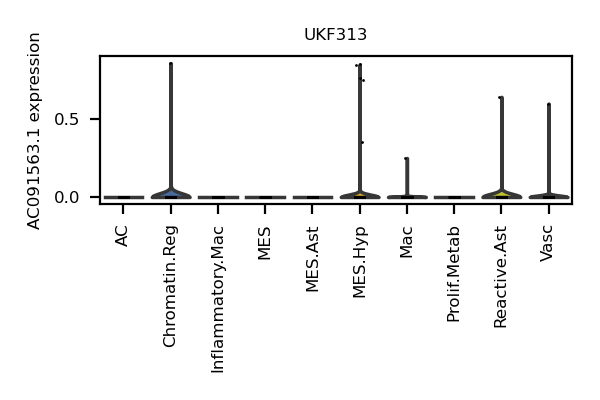 UKF313
AC091563.1 expression
0.5
0.0
AC
Chromatin.Reg
Inflammatory.Mac
MES
MES.Ast
MES.Hyp
Mac
Prolif.Metab
Reactive.Ast
Vasc